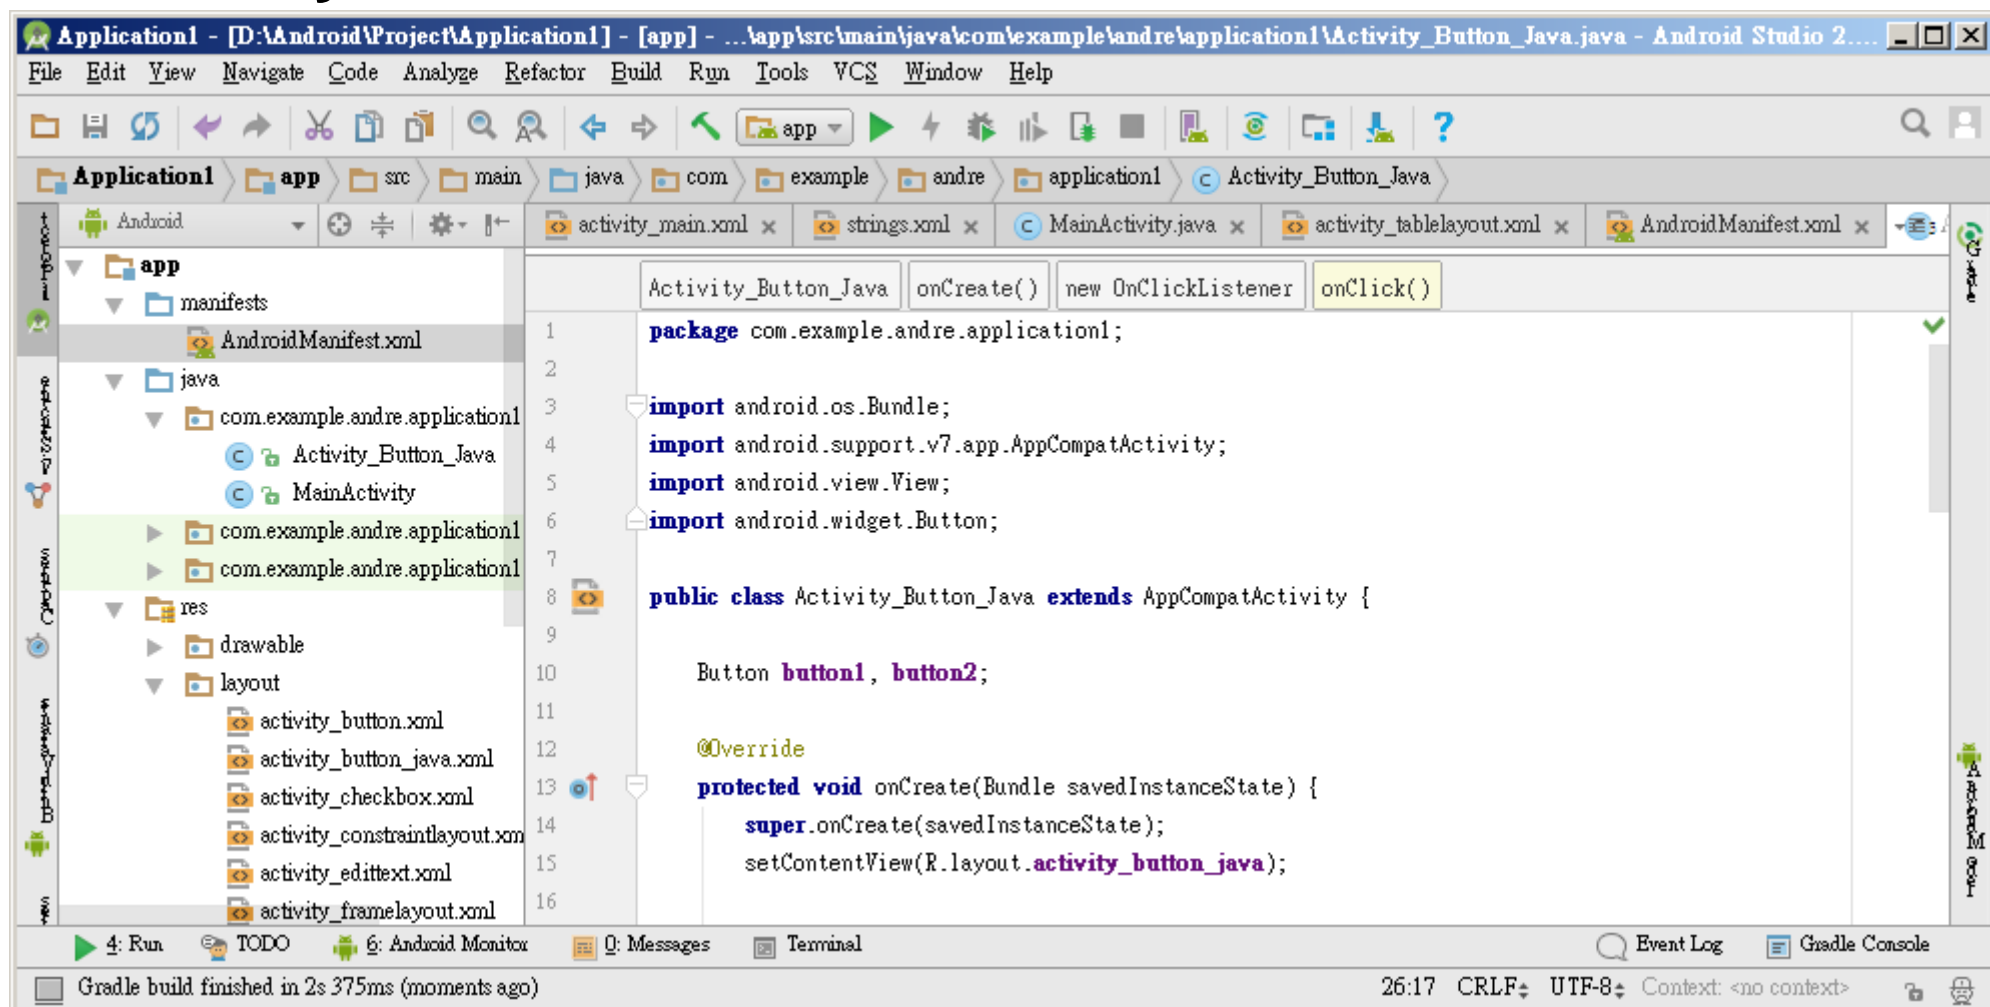 Application1 - [D:\Android\Project\Application1] - [app] - ...\app\src\main\java\com\example\andre\application1\Activity_Button_Java.java - Android Studio 2....
File Edit View Navigate Code Analyze Refactor Build Run Tools VCS Window Help
app
Application1 app src main java com example andre application1 Activity_Button_Java
Android
activity_main.xml strings.xml MainActivity.java activity_tablelayout.xml AndroidManifest.xml
app
manifests
AndroidManifest.xml
java
com.example.andre.application1
Activity_Button_Java
MainActivity
com.example.andre.application1
com.example.andre.application1
res
drawable
layout
activity_button.xml
activity_button_java.xml
activity_checkbox.xml
activity_constraintlayout.xm
activity_edittext.xml
activity_framelayout.xml
Activity_Button_Java onCreate() new OnClickListener onClick()
1 package com.example.andre.application1;
2
3 import android.os.Bundle;
4 import android.support.v7.app.AppCompatActivity;
5 import android.view.View;
6 import android.widget.Button;
7
8 public class Activity_Button_Java extends AppCompatActivity {
9
10 Button button1, button2;
11
12 @Override
13 protected void onCreate(Bundle savedInstanceState) {
14 super.onCreate(savedInstanceState);
15 setContentView(R.layout.activity_button_java);
16
4: Run TODO 6: Android Monitor 0: Messages Terminal Event Log Gradle Console
Gradle build finished in 2s 375ms (moments ago) 26:17 CRLF UTF-8 Context: <no context>